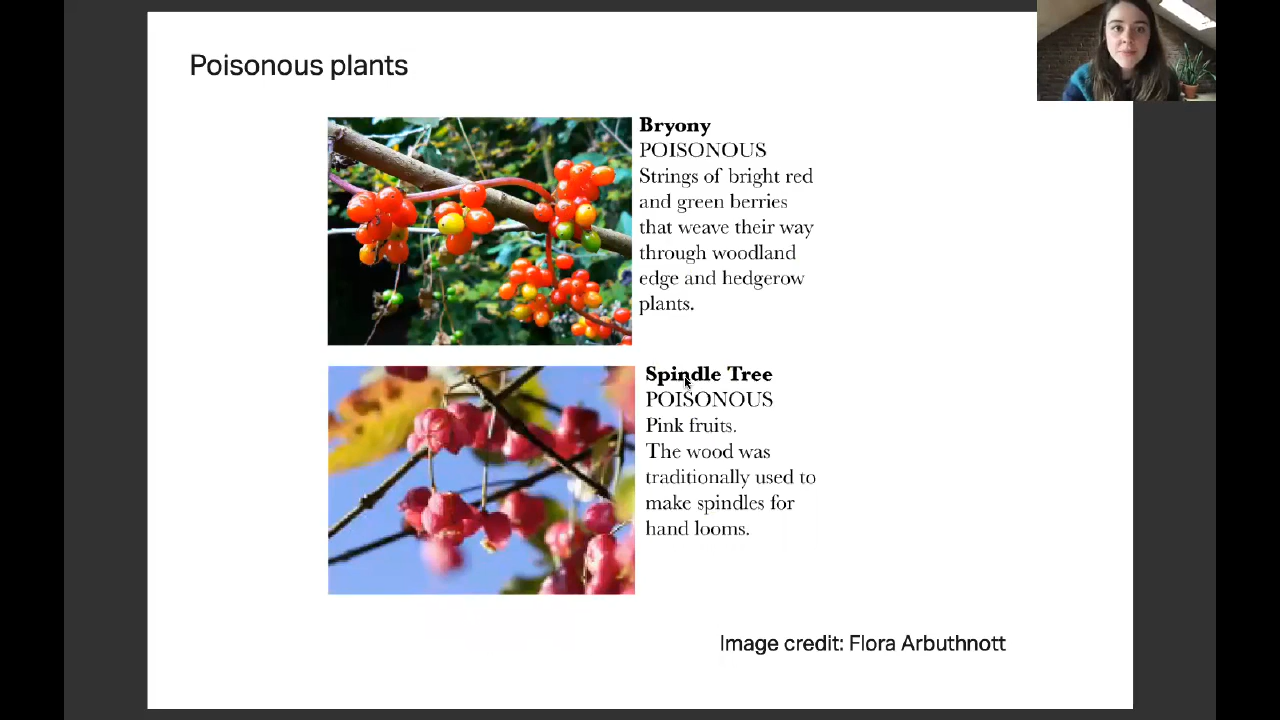 Poisonous plants
Bryony
POISONOUS
Strings of bright red
and green berries
that weave their way
through woodland
edge and hedgerow
plants.
Spindle Tree
POISONOUS
Pink fruits.
The wood was
traditionally used to
make spindles for
hand looms.
Image credit: Flora Arbuthnott